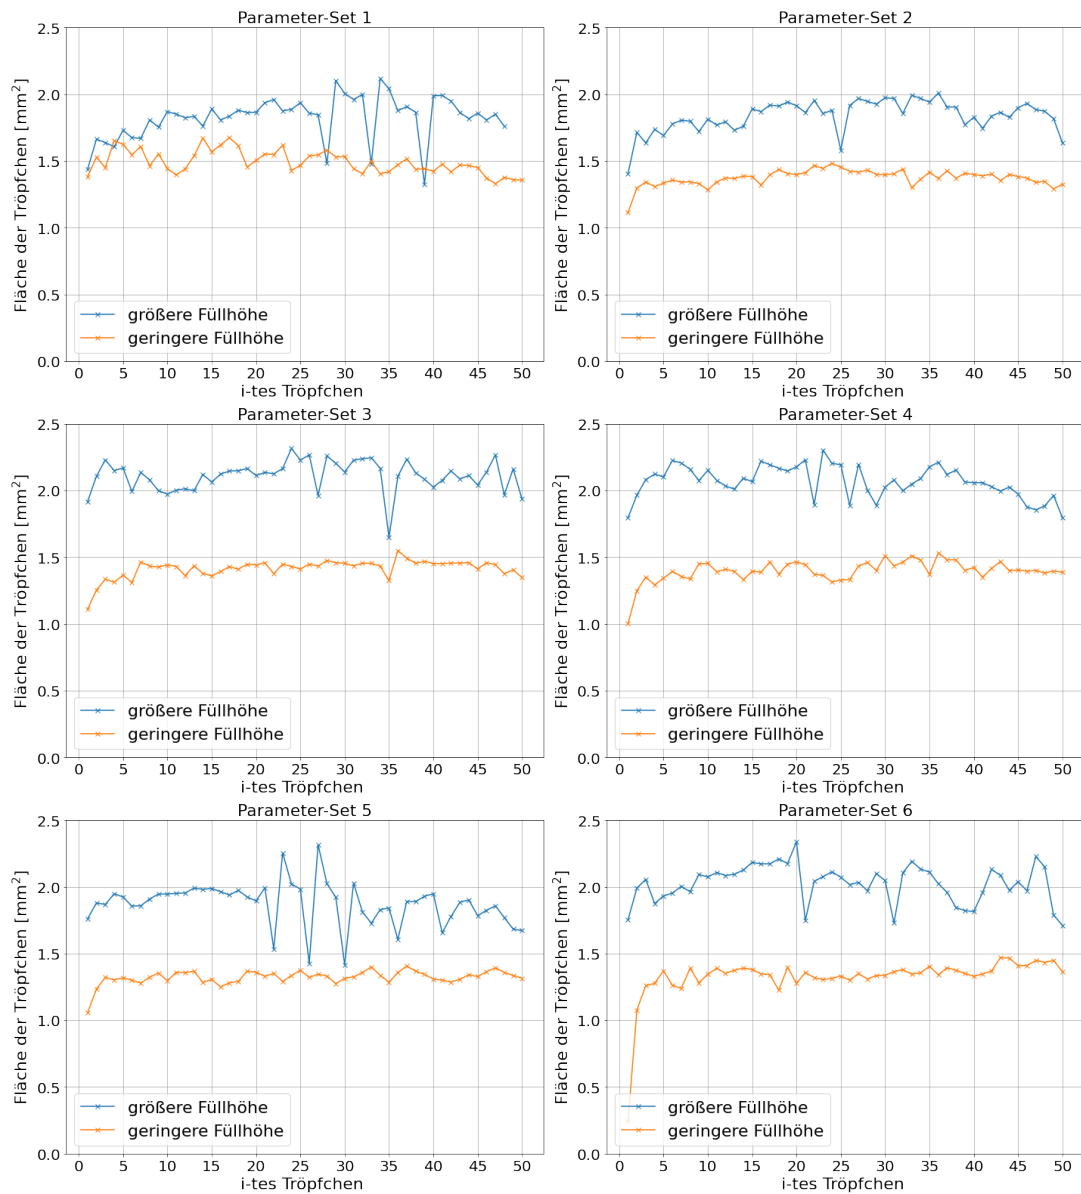 Parameter-Set 1
Fläche der Tröpfchen [mm²]
2.5
2.0
1.5
1.0
0.5
0.0
größere Füllhöhe
geringere Füllhöhe
0 5 10 15 20 25 30 35 40 45 50
i-tes Tröpfchen
Parameter-Set 2
Fläche der Tröpfchen [mm²]
2.5
2.0
1.5
1.0
0.5
0.0
größere Füllhöhe
geringere Füllhöhe
0 5 10 15 20 25 30 35 40 45 50
i-tes Tröpfchen
Parameter-Set 3
Fläche der Tröpfchen [mm²]
2.5
2.0
1.5
1.0
0.5
0.0
größere Füllhöhe
geringere Füllhöhe
0 5 10 15 20 25 30 35 40 45 50
i-tes Tröpfchen
Parameter-Set 4
Fläche der Tröpfchen [mm²]
2.5
2.0
1.5
1.0
0.5
0.0
größere Füllhöhe
geringere Füllhöhe
0 5 10 15 20 25 30 35 40 45 50
i-tes Tröpfchen
Parameter-Set 5
Fläche der Tröpfchen [mm²]
2.5
2.0
1.5
1.0
0.5
0.0
größere Füllhöhe
geringere Füllhöhe
0 5 10 15 20 25 30 35 40 45 50
i-tes Tröpfchen
Parameter-Set 6
Fläche der Tröpfchen [mm²]
2.5
2.0
1.5
1.0
0.5
0.0
größere Füllhöhe
geringere Füllhöhe
0 5 10 15 20 25 30 35 40 45 50
i-tes Tröpfchen